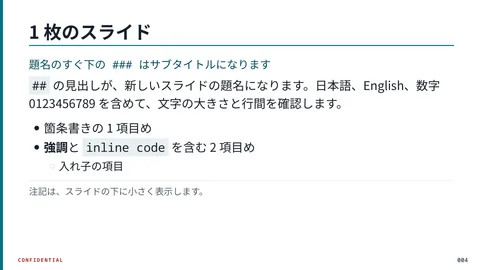 1 枚のスライド
題名のすぐ下の ### はサブタイトルになります
## の見出しが、新しいスライドの題名になります。日本語、English、数字
0123456789 を含めて、文字の大きさと行間を確認します。
• 箇条書きの 1 項目め
• 強調と inline code を含む 2 項目め
○ 入れ子の項目
注記は、スライドの下に小さく表示します。
CONFIDENTIAL
004